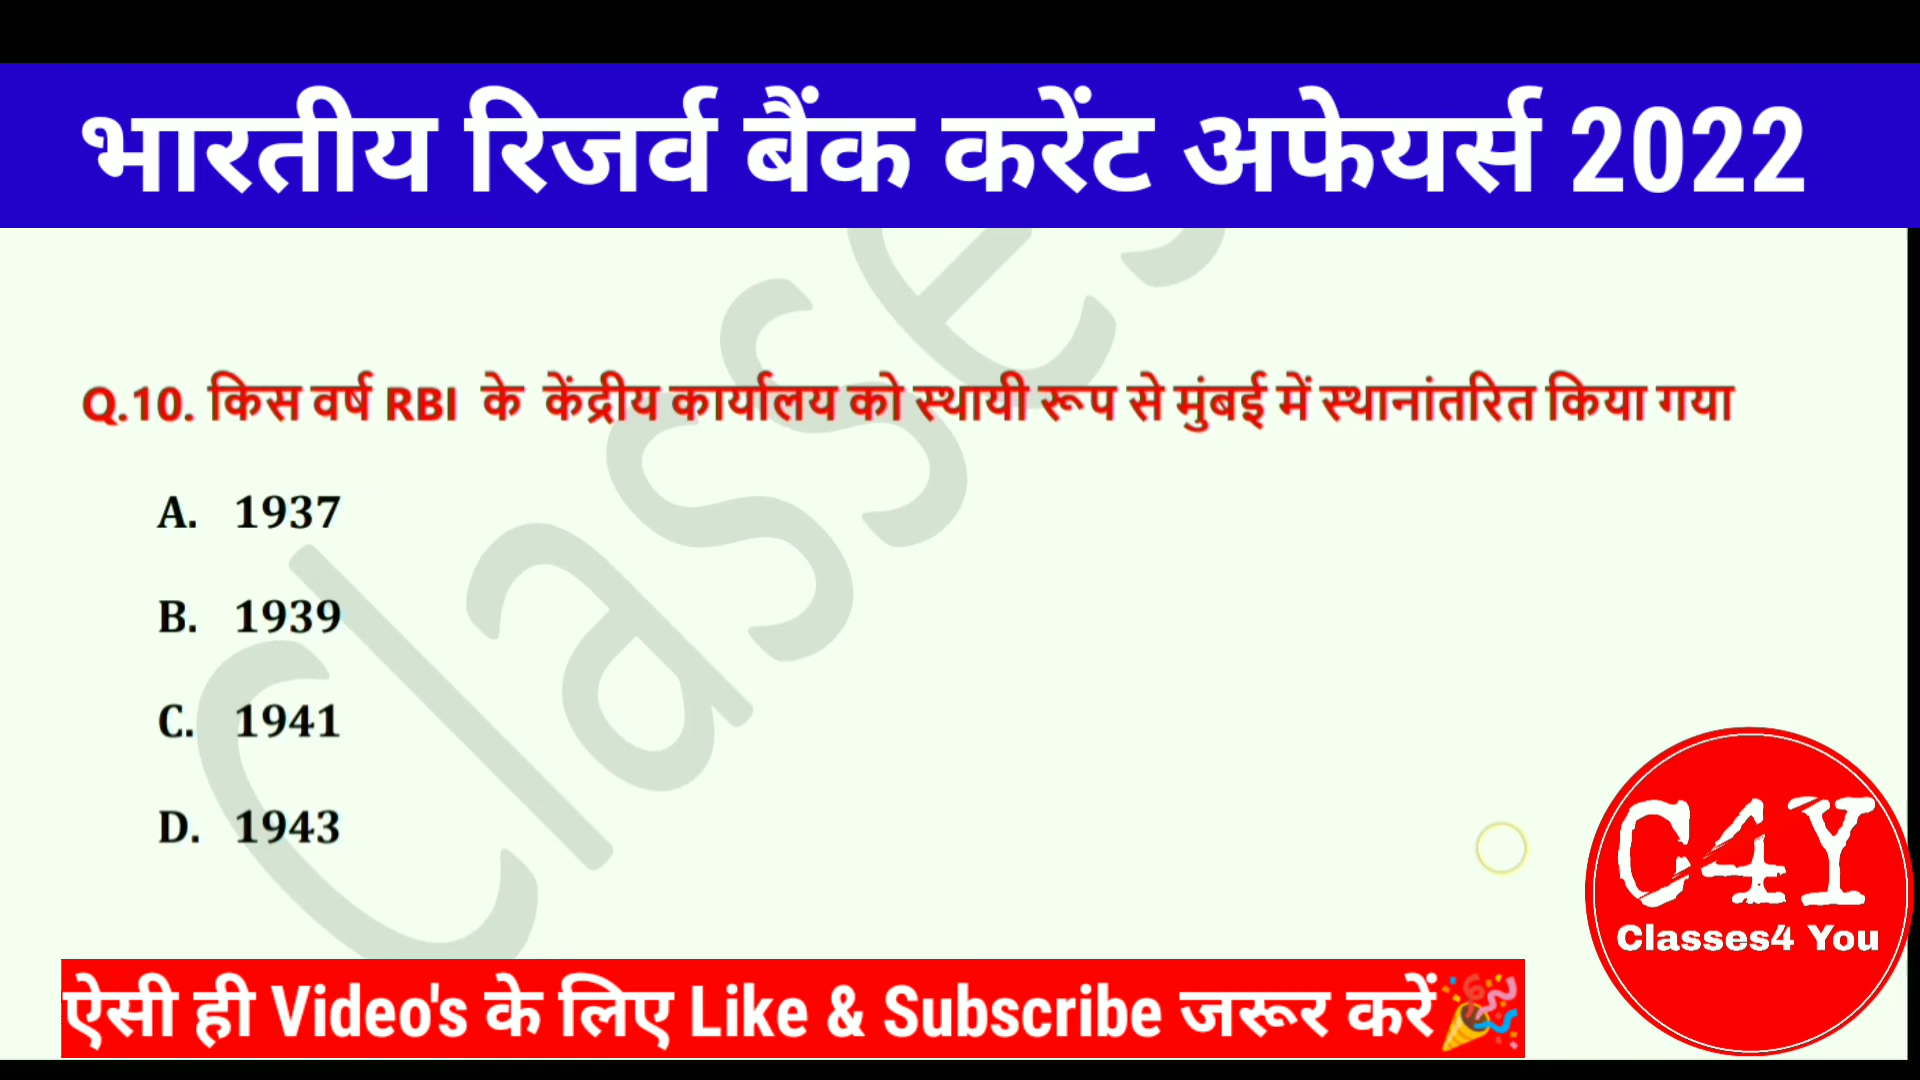 भारतीय रिजर्व बैंक करेंट अफेयर्स 2022
Classes
Q.10. किस वर्ष RBI के केंद्रीय कार्यालय को स्थायी रूप से मुंबई में स्थानांतरित किया गया
A. 1937
B. 1939
C. 1941
D. 1943
C4Y
Classes4 You
ऐसी ही Video's के लिए Like & Subscribe जरूर करें